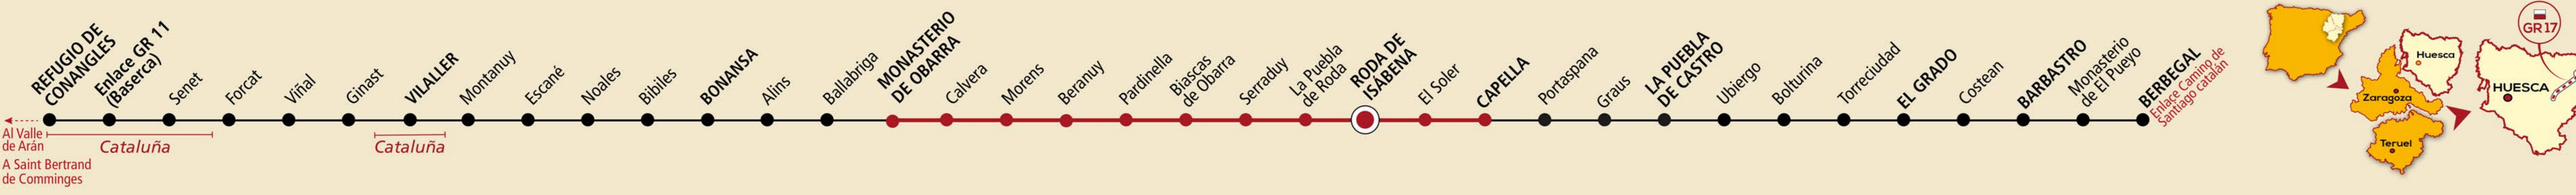 REFUGIO DE
CONANGLES
Enlace GR 11
(Baserca)
Senet
Forcat
Viñal
Ginast
VILALLER
Montanuy
Escané
Noales
Bibiles
BONANSA
Alins
Ballabriga
MONASTERIO
DE OBARRA
Calvera
Morens
Beranuy
Pardinella
Biascas
de Obarra
Serraduy
La Puebla
de Roda
RODA DE
ISÁBENA
El Soler
CAPELLA
Portaspana
Graus
LA PUEBLA
DE CASTRO
Ubiergo
Bolturina
Torreciudad
EL GRADO
Costean
BARBASTRO
Monasterio
de El Pueyo
BERBEGAL
Enlace Camino de
Santiago catalán
Al Valle
de Arán
A Saint Bertrand
de Comminges
Cataluña
Cataluña
Huesca
Zaragoza
Teruel
GR 17
HUESCA